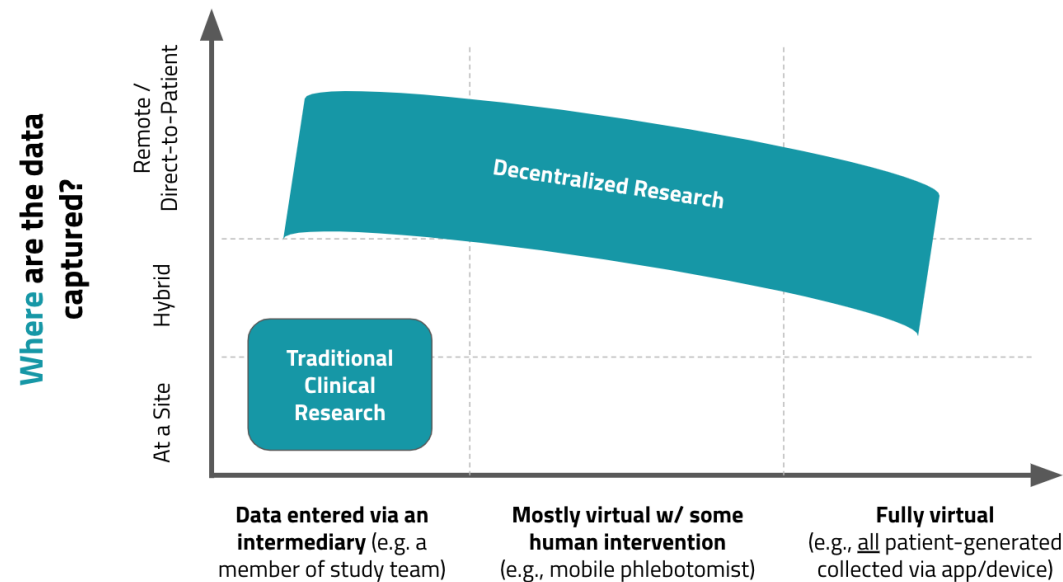 Where are the data
captured?
Remote /
Direct-to-Patient
Hybrid
At a Site
Decentralized Research
Traditional
Clinical
Research
Data entered via an
intermediary (e.g. a
member of study team)
Mostly virtual w/ some
human intervention
(e.g., mobile phlebotomist)
Fully virtual
(e.g., all patient-generated
collected via app/device)